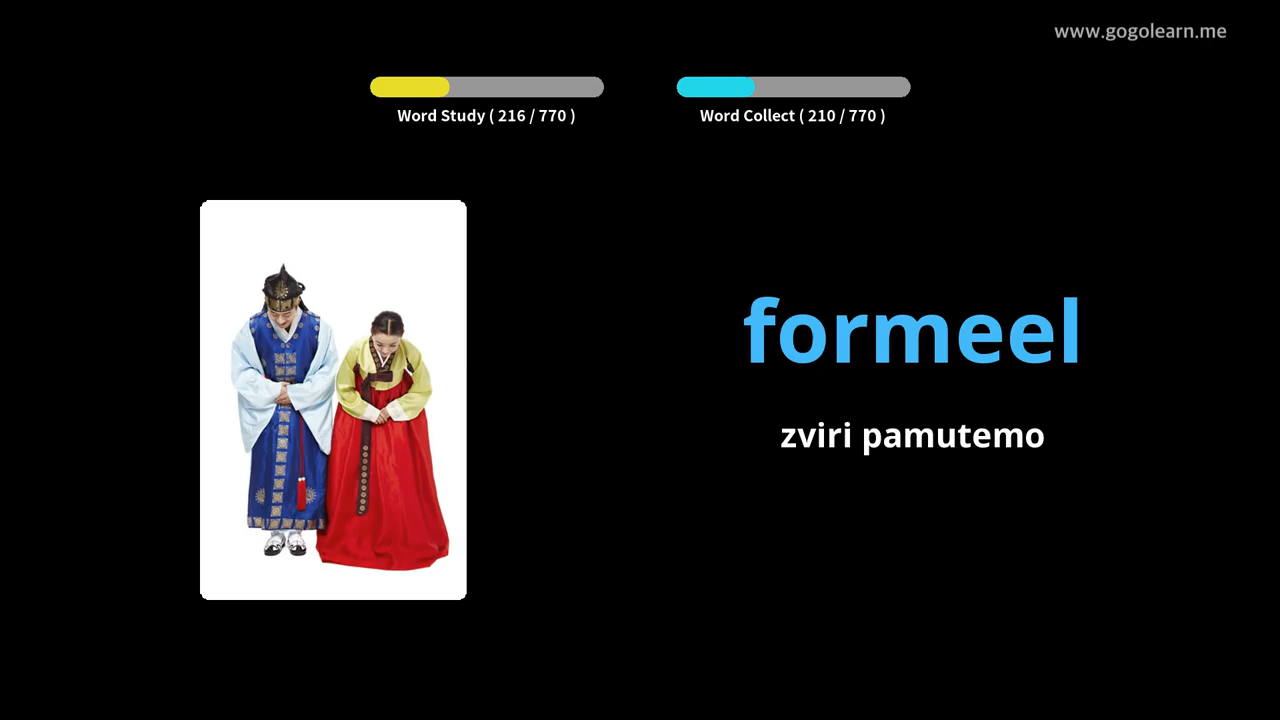 www.gogolearn.me
Word Study ( 216 / 770 )
Word Collect ( 210 / 770 )
formeel
zviri pamutemo